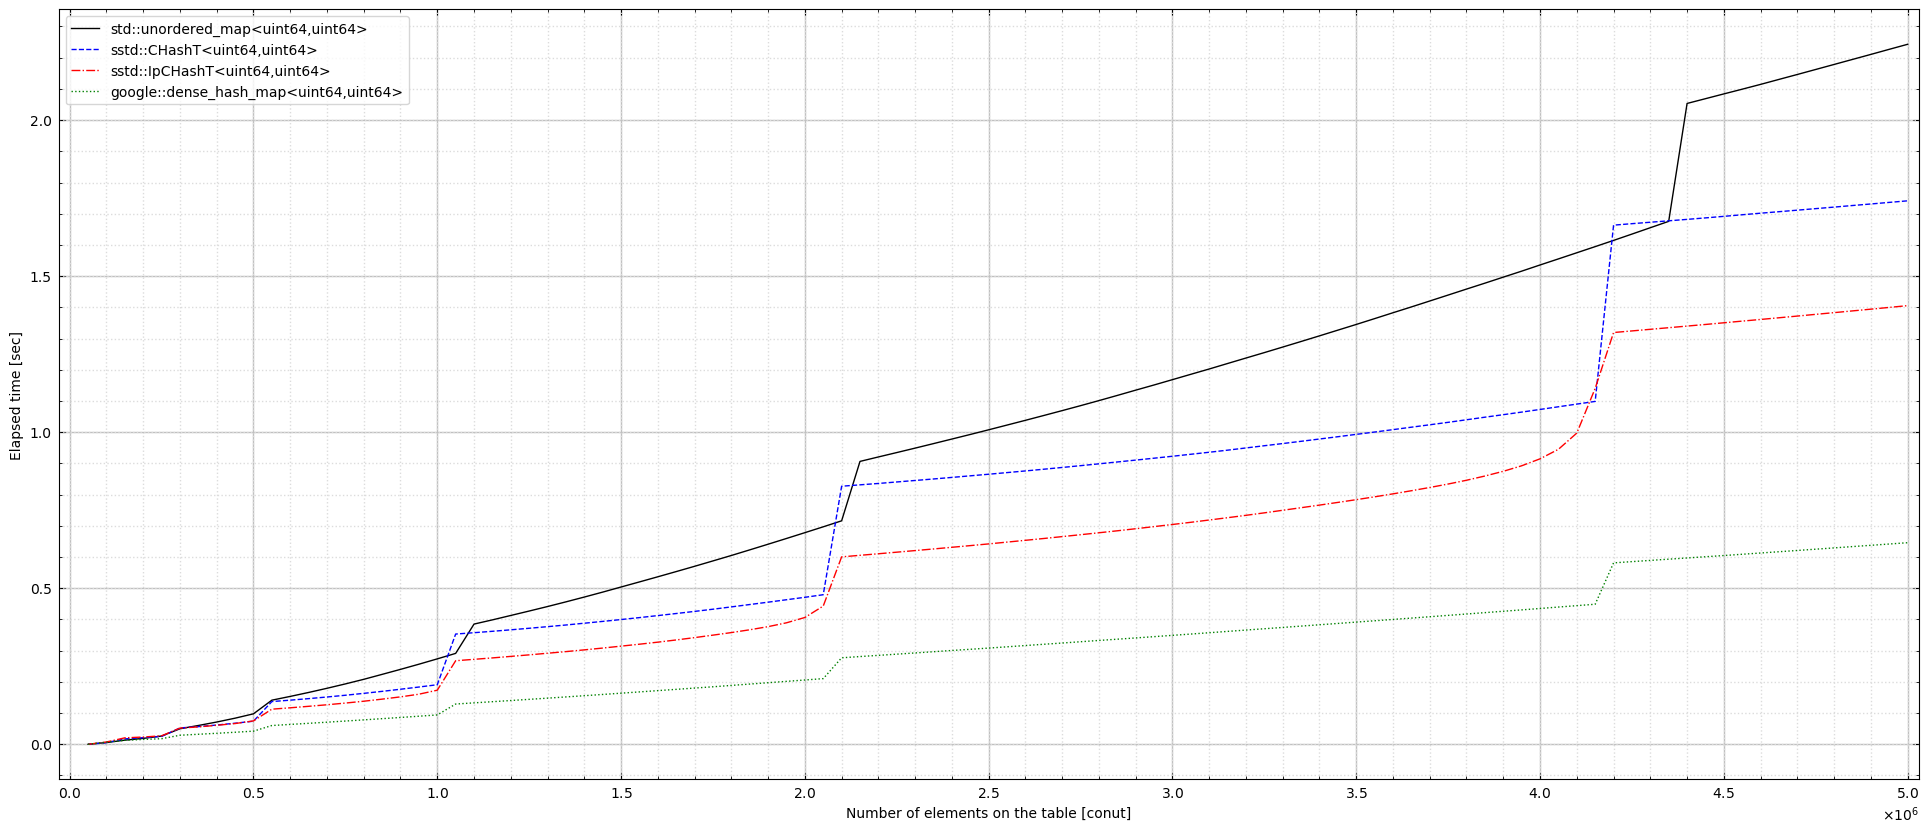 std::unordered_map<uint64,uint64>
sstd::CHashT<uint64,uint64>
sstd::IpCHashT<uint64,uint64>
google::dense_hash_map<uint64,uint64>
Elapsed time [sec]
2.0
1.5
1.0
0.5
0.0
0.0 0.5 1.0 1.5 2.0 2.5 3.0 3.5 4.0 4.5 5.0
Number of elements on the table [conut]
×10⁶